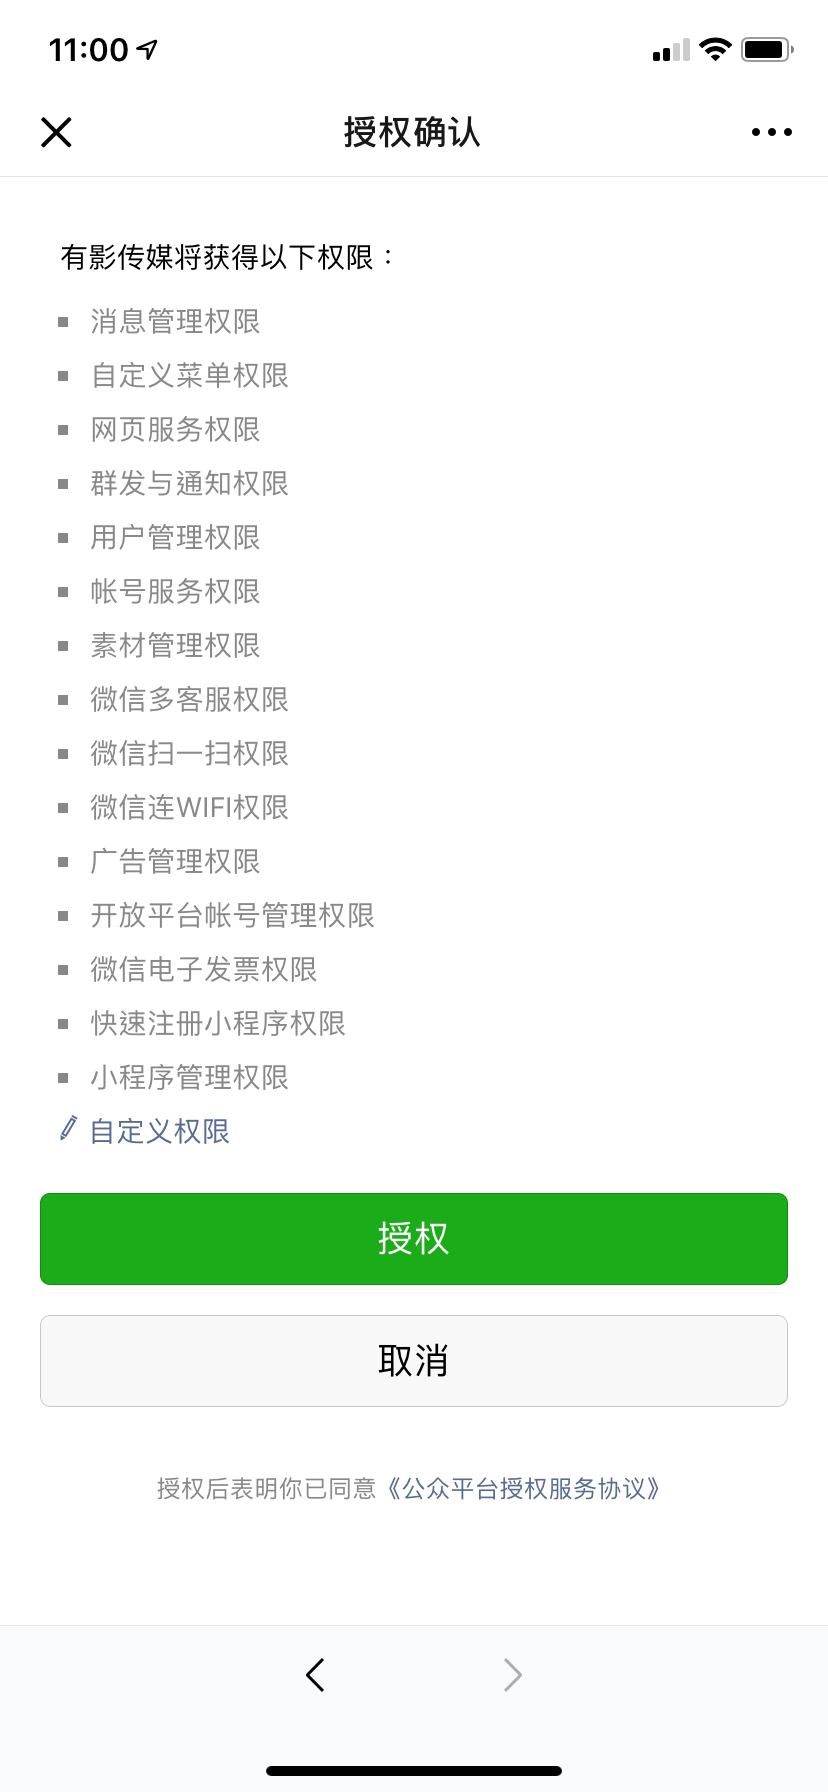 11:00
授权确认
有影传媒将获得以下权限：
消息管理权限
自定义菜单权限
网页服务权限
群发与通知权限
用户管理权限
帐号服务权限
素材管理权限
微信多客服权限
微信扫一扫权限
微信连WIFI权限
广告管理权限
开放平台帐号管理权限
微信电子发票权限
快速注册小程序权限
小程序管理权限
自定义权限
授权
取消
授权后表明你已同意《公众平台授权服务协议》